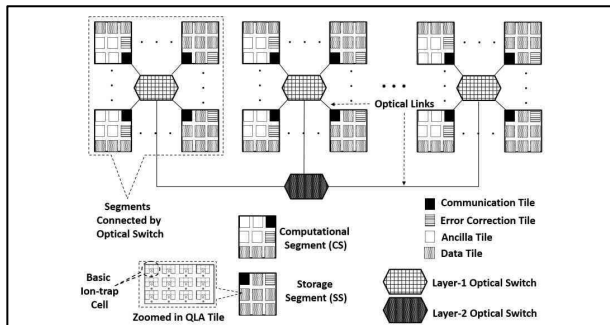 Optical Links
Segments
Connected by
Optical Switch
Computational
Segment (CS)
Communication Tile
Error Correction Tile
Ancilla Tile
Data Tile
Basic
Ion-trap
Cell
Zoomed in QLA Tile
Storage
Segment (SS)
Layer-1 Optical Switch
Layer-2 Optical Switch